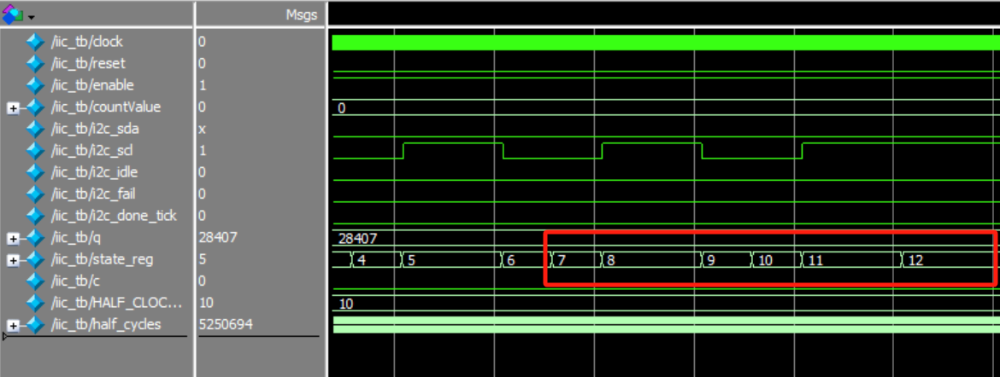 Msgs
/iic_tb/clock 0
/iic_tb/reset 0
/iic_tb/enable 1
/iic_tb/countValue 0 0
/iic_tb/i2c_sda x
/iic_tb/i2c_scl 1
/iic_tb/i2c_idle 0
/iic_tb/i2c_fail 0
/iic_tb/i2c_done_tick 0
/iic_tb/q 28407 28407
/iic_tb/state_reg 5 4 5 6 7 8 9 10 11 12
/iic_tb/c 0
/iic_tb/HALF_CLOC... 10 10
/iic_tb/half_cycles 5250694